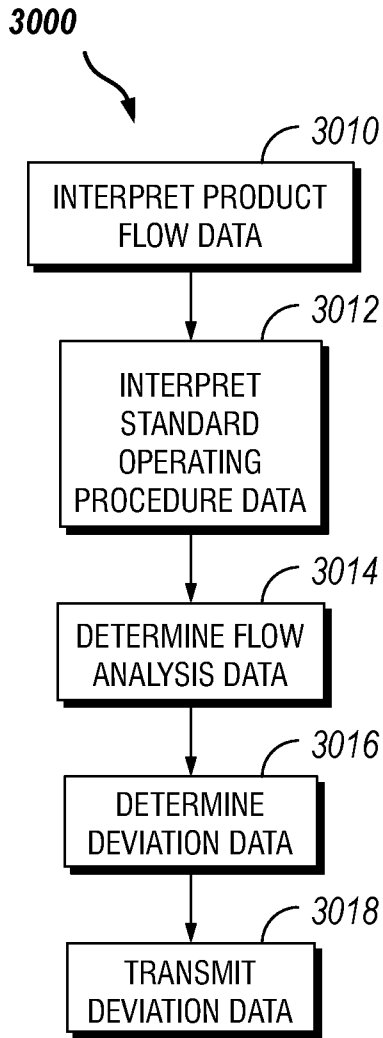 3000
3010
INTERPRET PRODUCT
FLOW DATA
3012
INTERPRET
STANDARD
OPERATING
PROCEDURE DATA
3014
DETERMINE FLOW
ANALYSIS DATA
3016
DETERMINE
DEVIATION DATA
3018
TRANSMIT
DEVIATION DATA